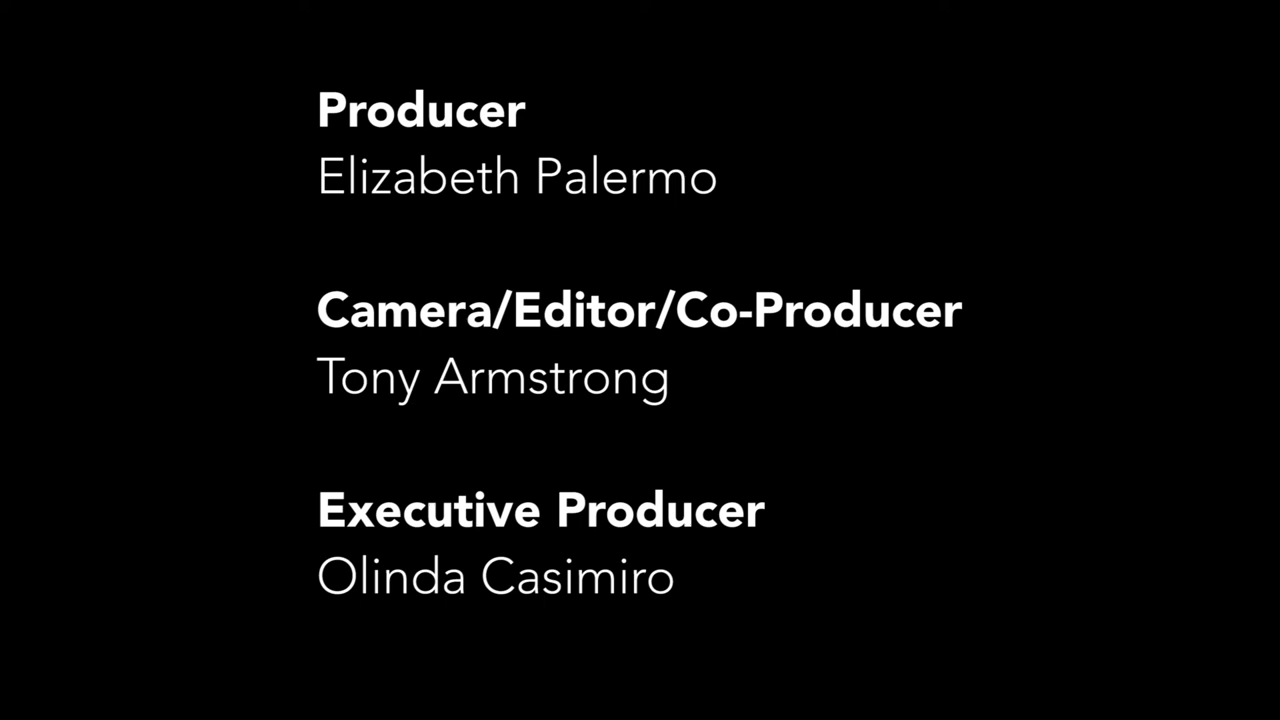 Producer
Elizabeth Palermo
Camera/Editor/Co-Producer
Tony Armstrong
Executive Producer
Olinda Casimiro